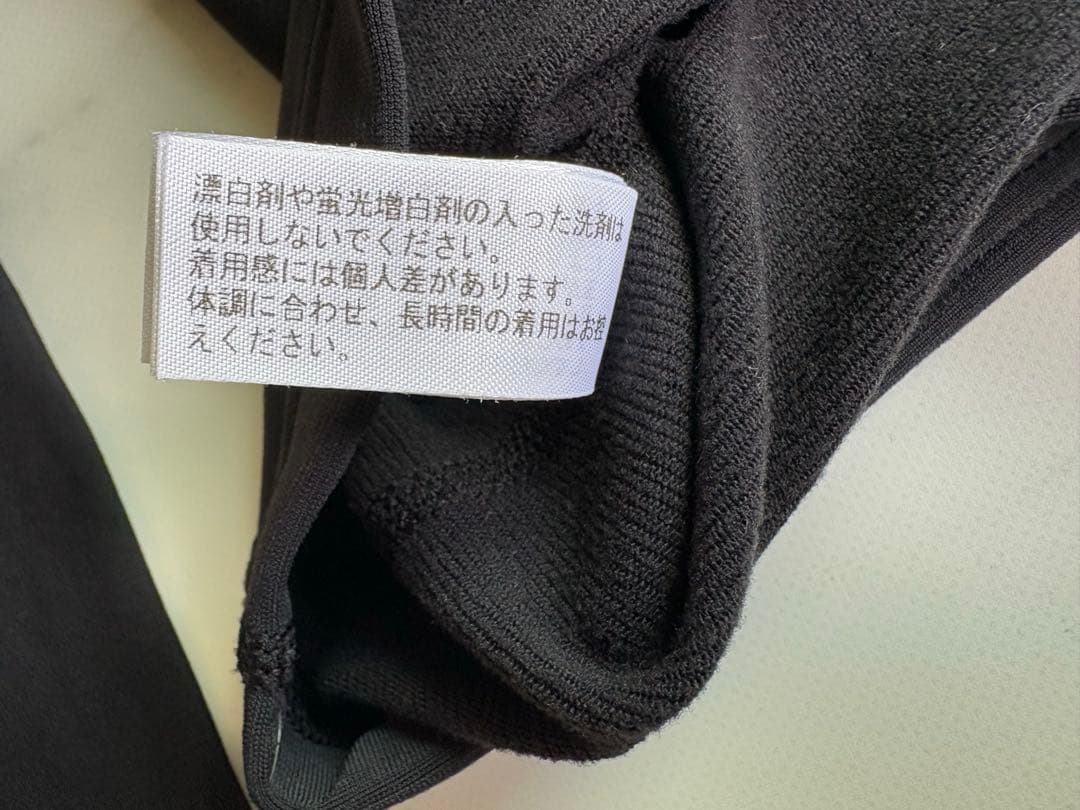 漂白剤や蛍光増白剤の入った洗剤は
使用しないでください。
着用感には個人差があります。
体調に合わせ、長時間の着用はお控
えください。